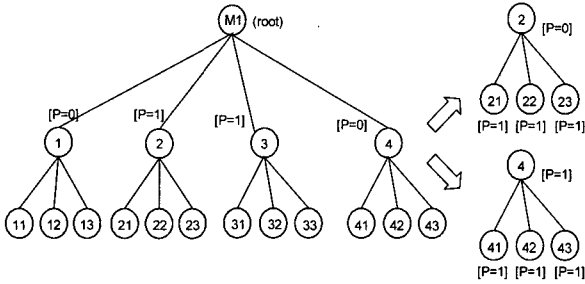 M1 (root)
[P=0] [P=1] [P=1] [P=0]
1 2 3 4
11 12 13 21 22 23 31 32 33 41 42 43
2 [P=0]
21 22 23
[P=1] [P=1] [P=1]
4 [P=1]
41 42 43
[P=1] [P=1] [P=1]